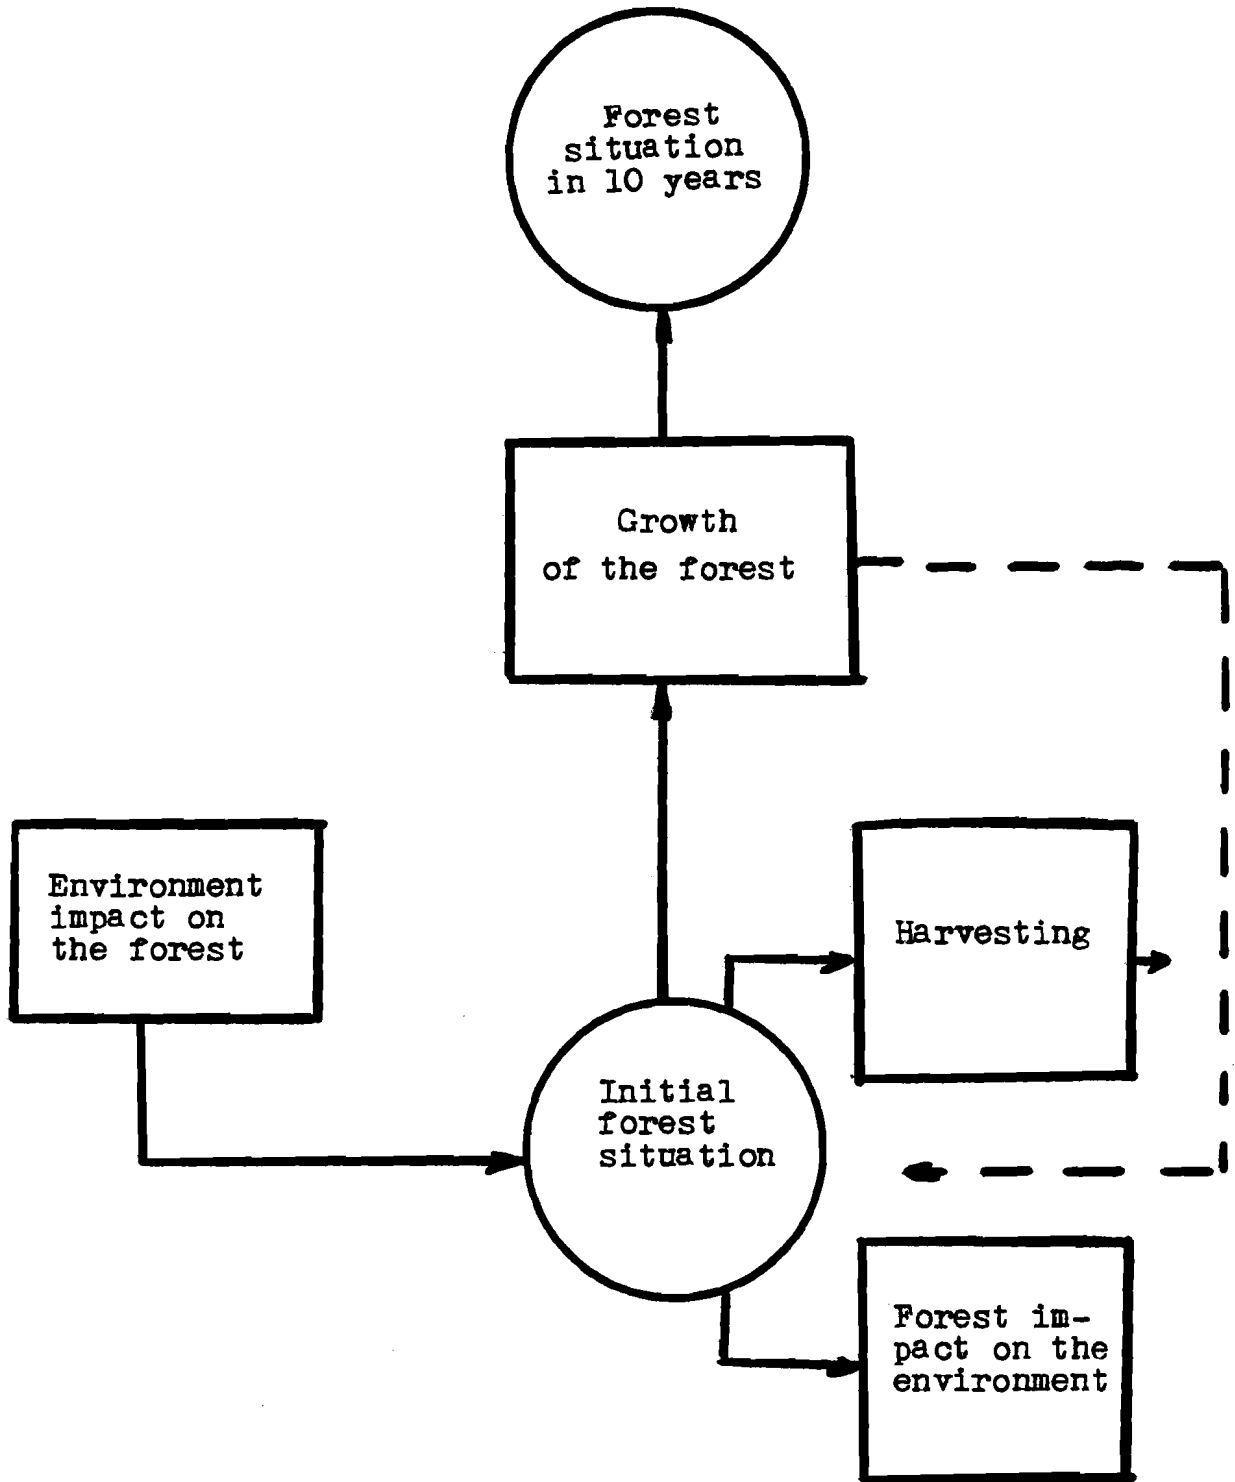 Forest
situation
in 10 years
Growth
of the forest
Environment
impact on
the forest
Harvesting
Initial
forest
situation
Forest im-
pact on the
environment